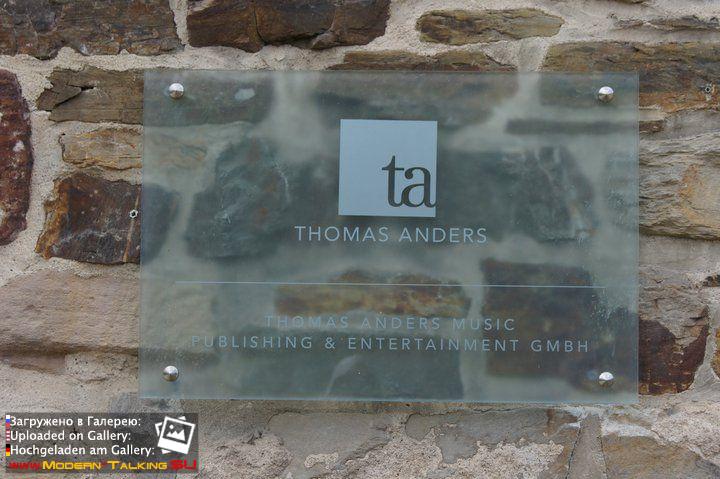 ta
THOMAS ANDERS
THOMAS ANDERS MUSIC
PUBLISHING & ENTERTAINMENT GMBH
Загружено в Галерею:
Uploaded on Gallery:
Hochgeladen am Gallery:
www.Modern-Talking.SU